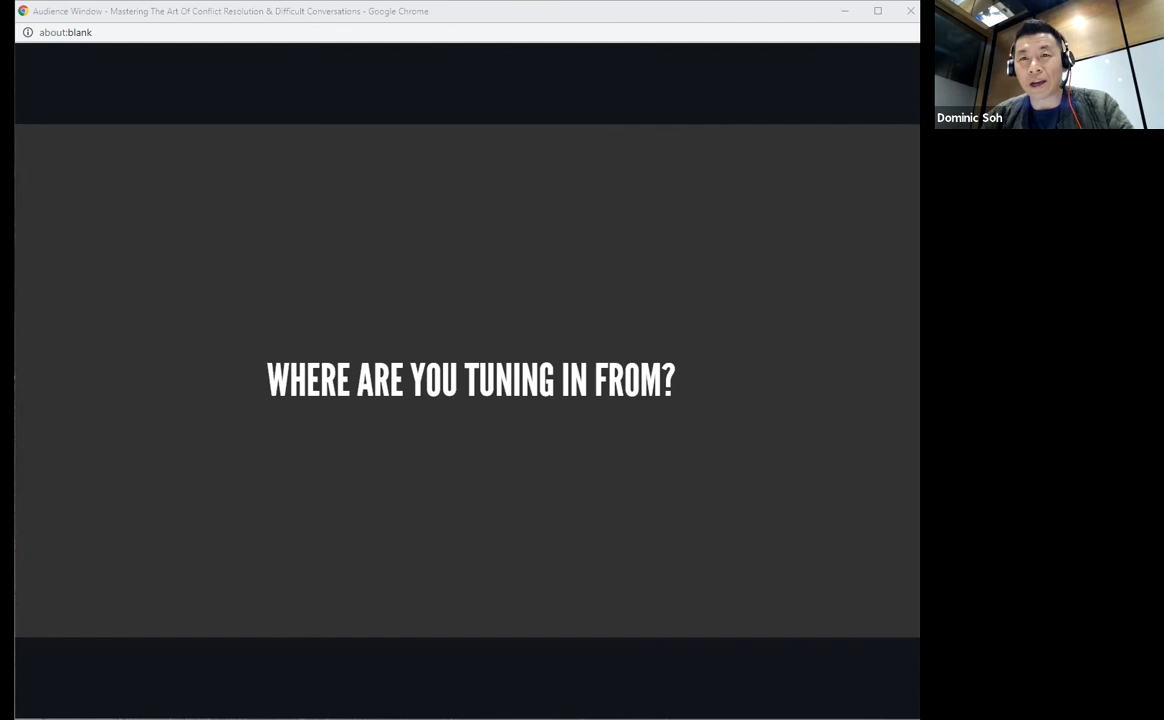 Audience Window - Mastering The Art Of Conflict Resolution & Difficult Conversations - Google Chrome
about:blank
Dominic Soh
WHERE ARE YOU TUNING IN FROM?